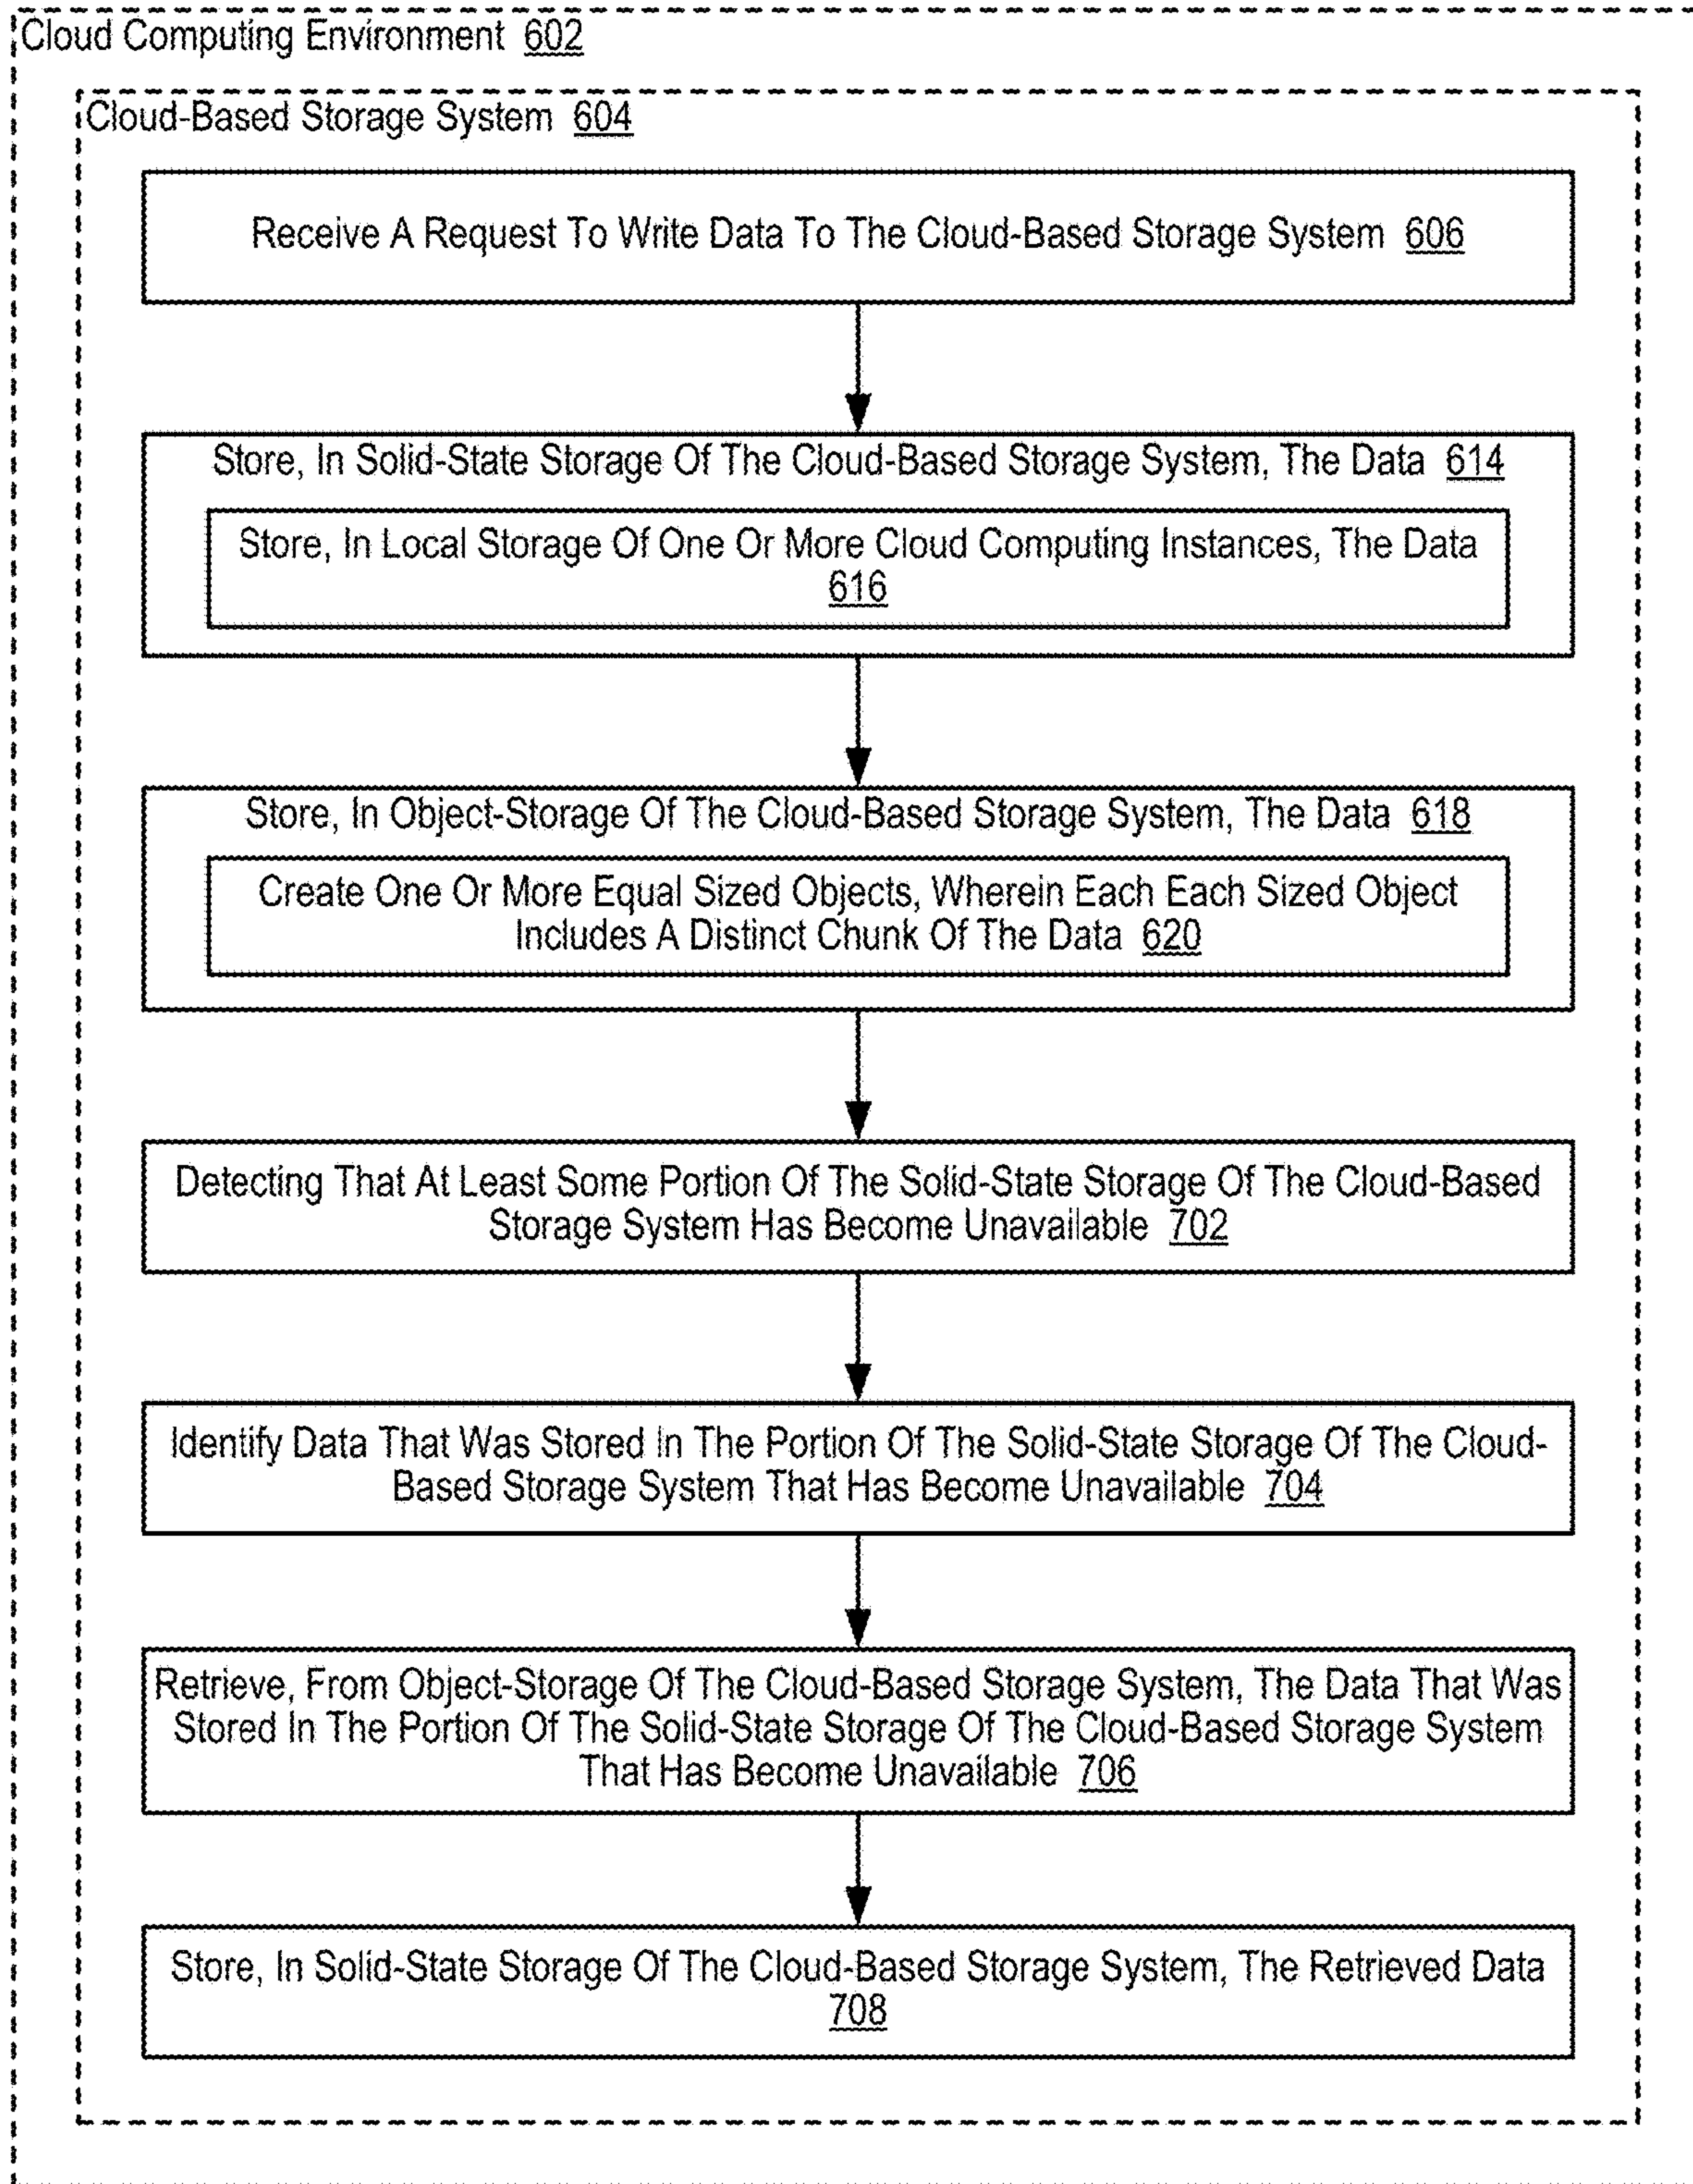 Cloud Computing Environment 602
Cloud-Based Storage System 604
Receive A Request To Write Data To The Cloud-Based Storage System 606
Store, In Solid-State Storage Of The Cloud-Based Storage System, The Data 614
Store, In Local Storage Of One Or More Cloud Computing Instances, The Data
616
Store, In Object-Storage Of The Cloud-Based Storage System, The Data 618
Create One Or More Equal Sized Objects, Wherein Each Each Sized Object
Includes A Distinct Chunk Of The Data 620
Detecting That At Least Some Portion Of The Solid-State Storage Of The Cloud-Based
Storage System Has Become Unavailable 702
Identify Data That Was Stored In The Portion Of The Solid-State Storage Of The Cloud-
Based Storage System That Has Become Unavailable 704
Retrieve, From Object-Storage Of The Cloud-Based Storage System, The Data That Was
Stored In The Portion Of The Solid-State Storage Of The Cloud-Based Storage System
That Has Become Unavailable 706
Store, In Solid-State Storage Of The Cloud-Based Storage System, The Retrieved Data
708